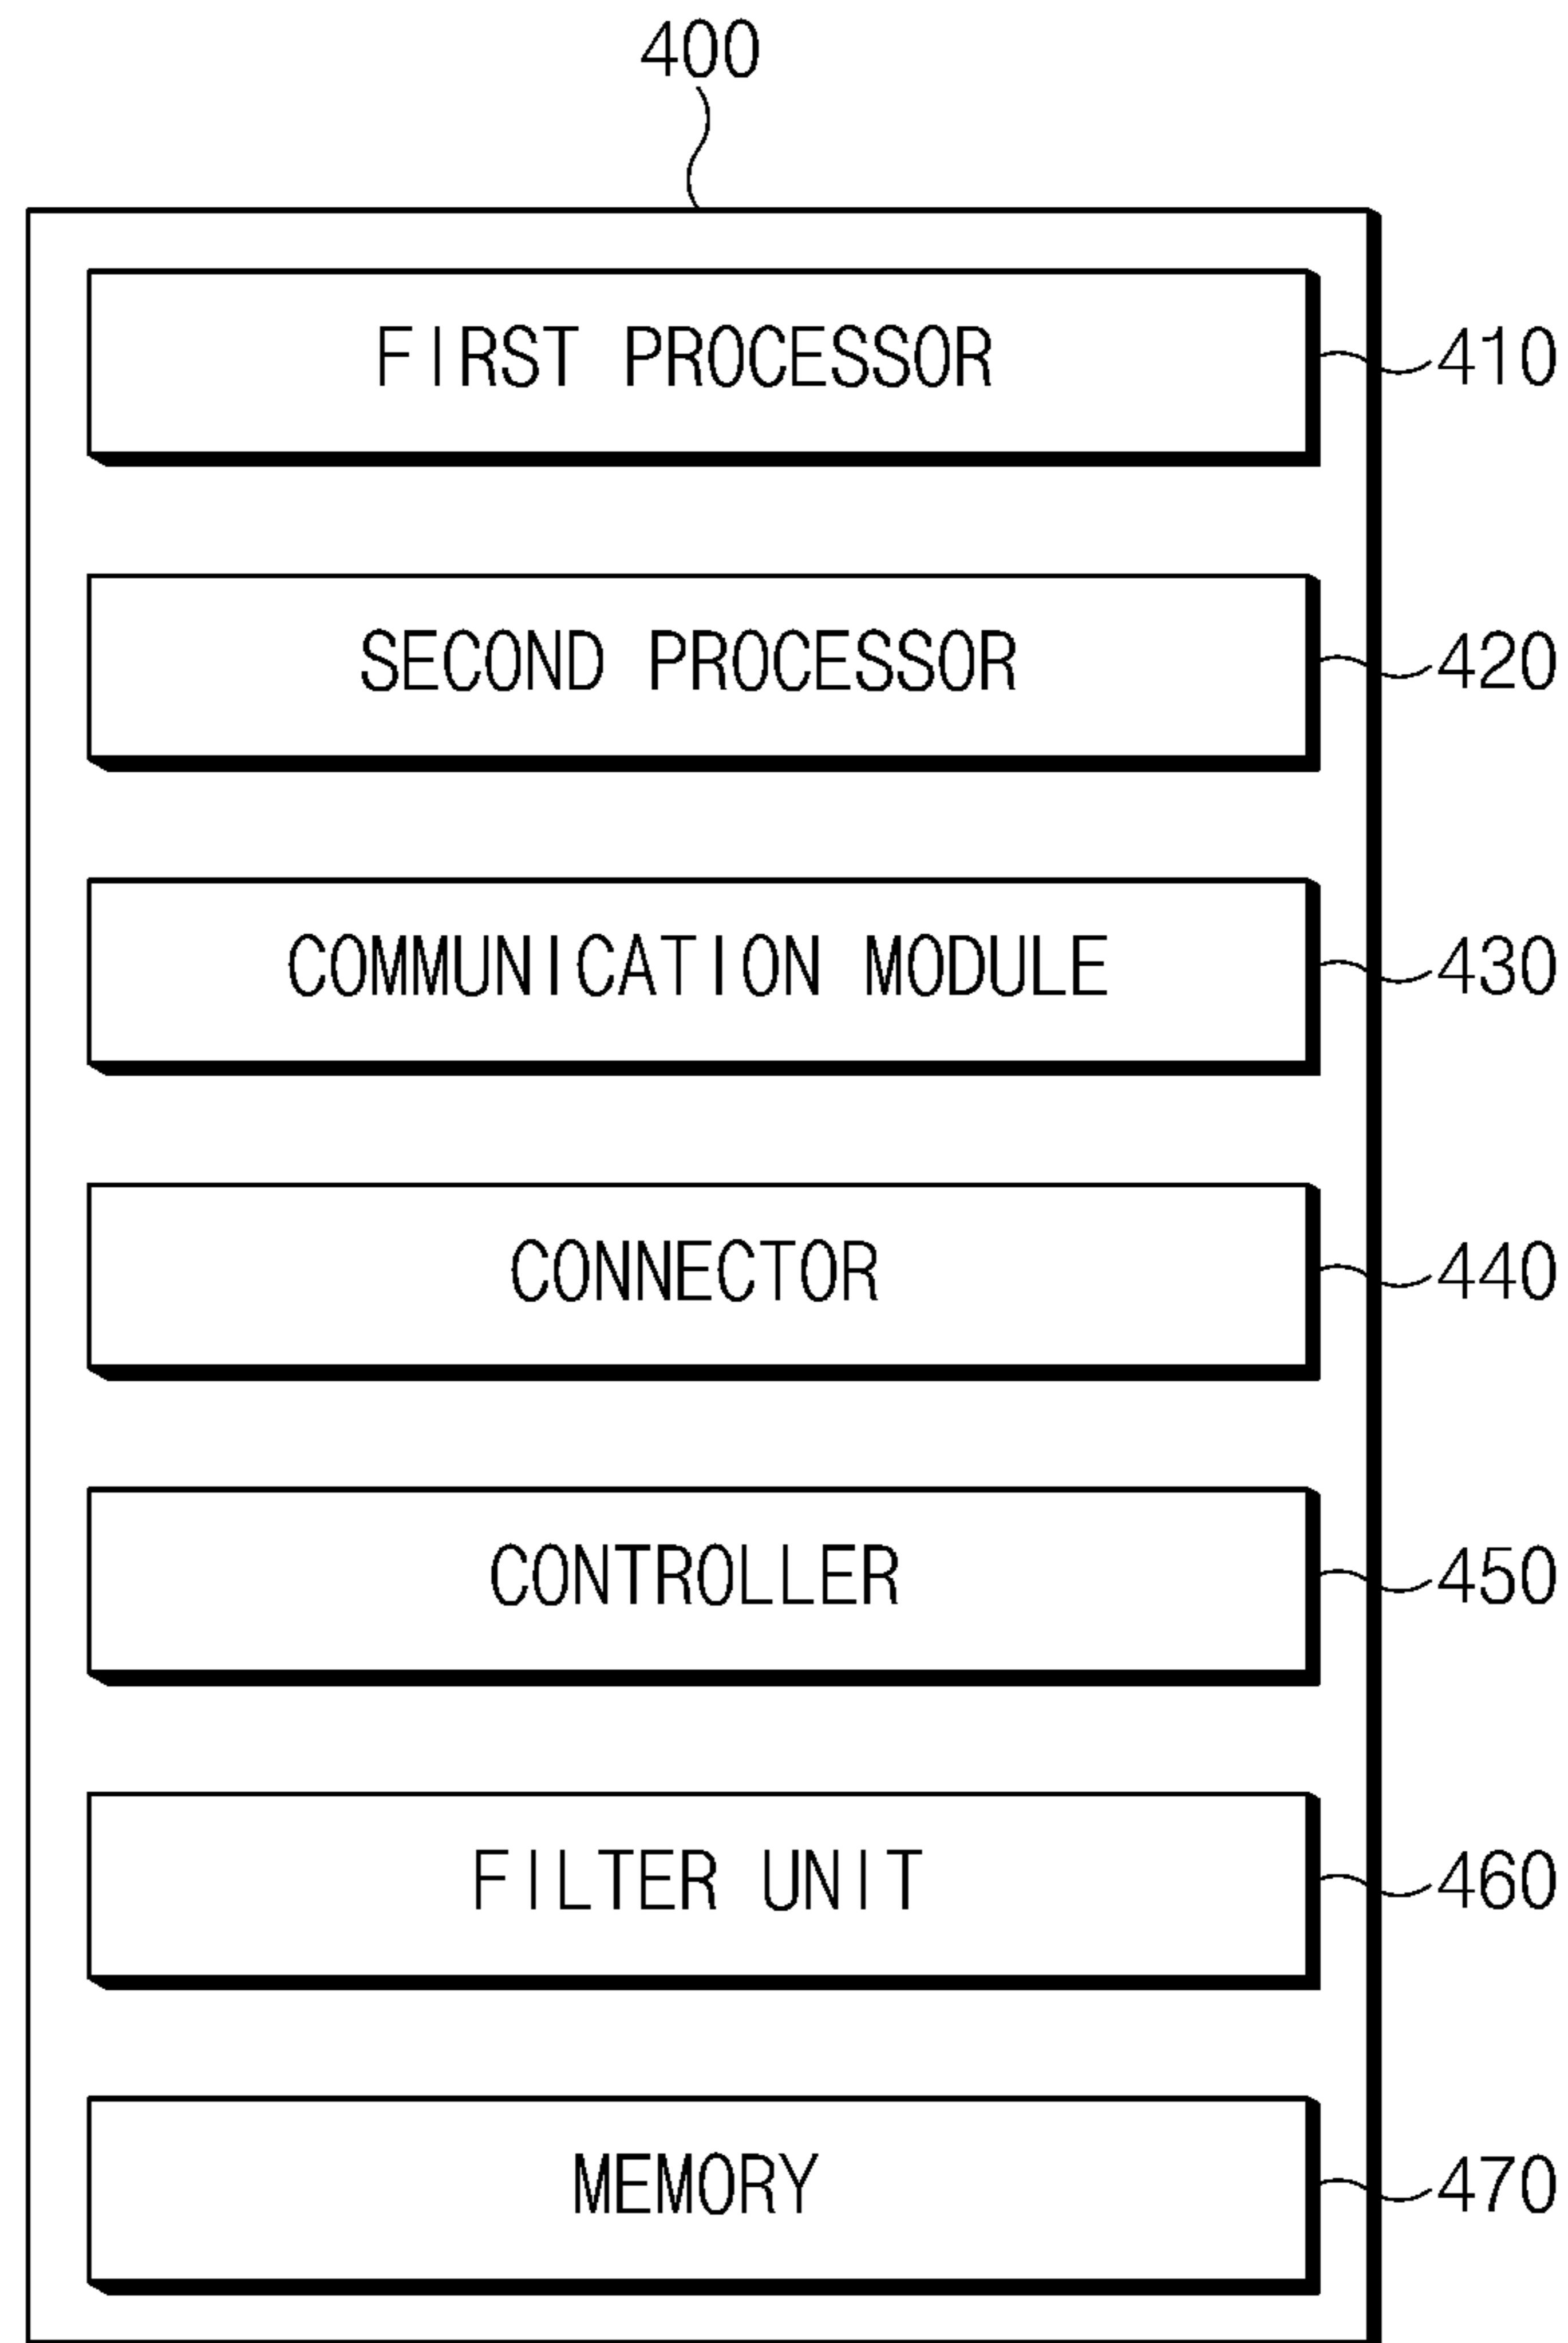 400
FIRST PROCESSOR 410
SECOND PROCESSOR 420
COMMUNICATION MODULE 430
CONNECTOR 440
CONTROLLER 450
FILTER UNIT 460
MEMORY 470